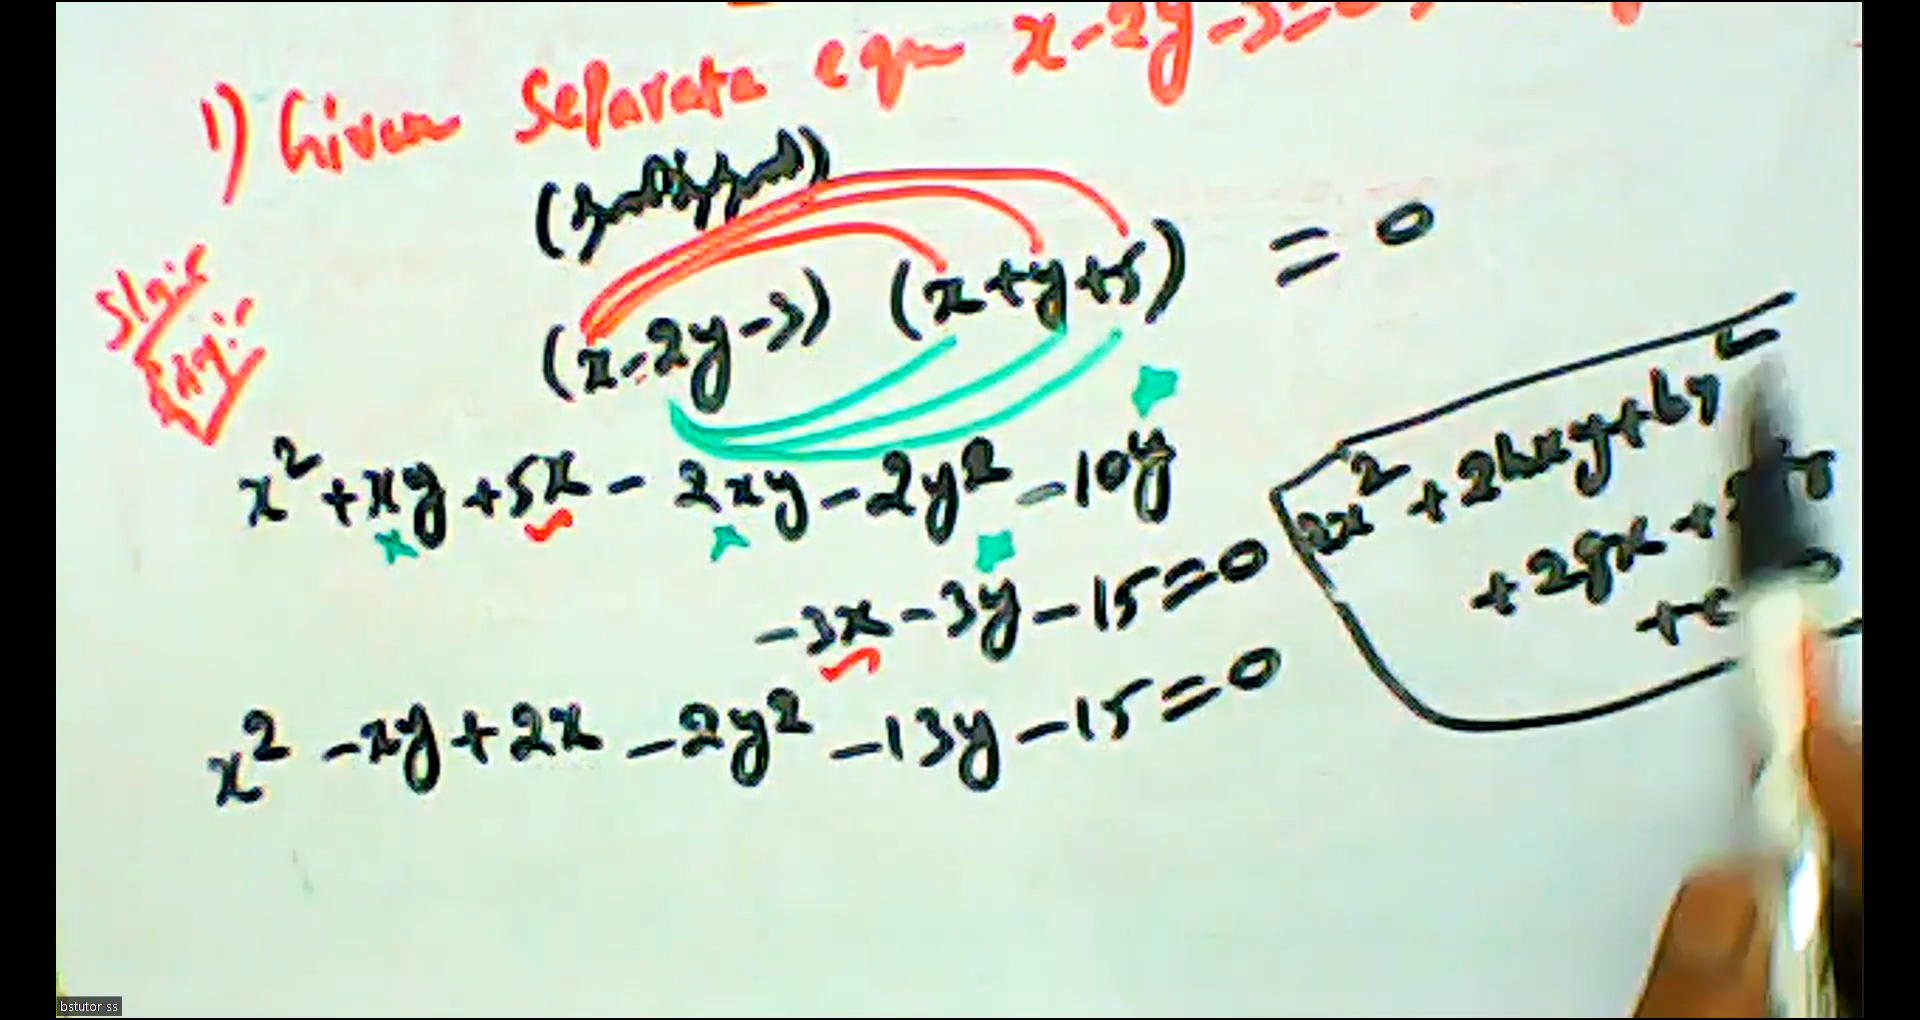 1) Given Separate equn x-2y-3=0,
(x-2y-3) (x+y+5) = 0
x² + xy + 5x - 2xy - 2y² - 10y
-3x - 3y - 15 = 0
x² - xy + 2x - 2y² - 13y - 15 = 0
ax² + 2hxy + by²
+ 2gx +
+c
bstutor ss